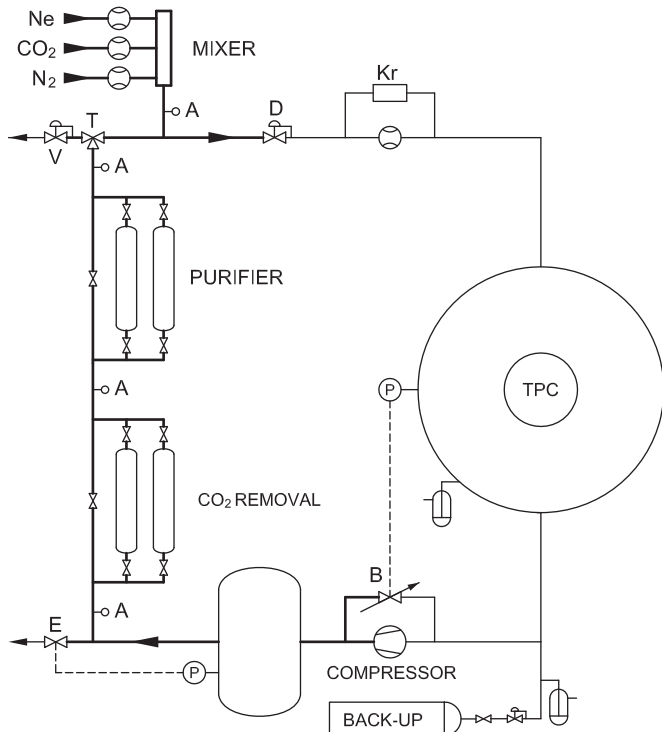 Ne
CO₂
N₂
MIXER
A
Kr
D
T
V
A
PURIFIER
A
P
TPC
CO₂ REMOVAL
B
A
E
P
COMPRESSOR
BACK-UP